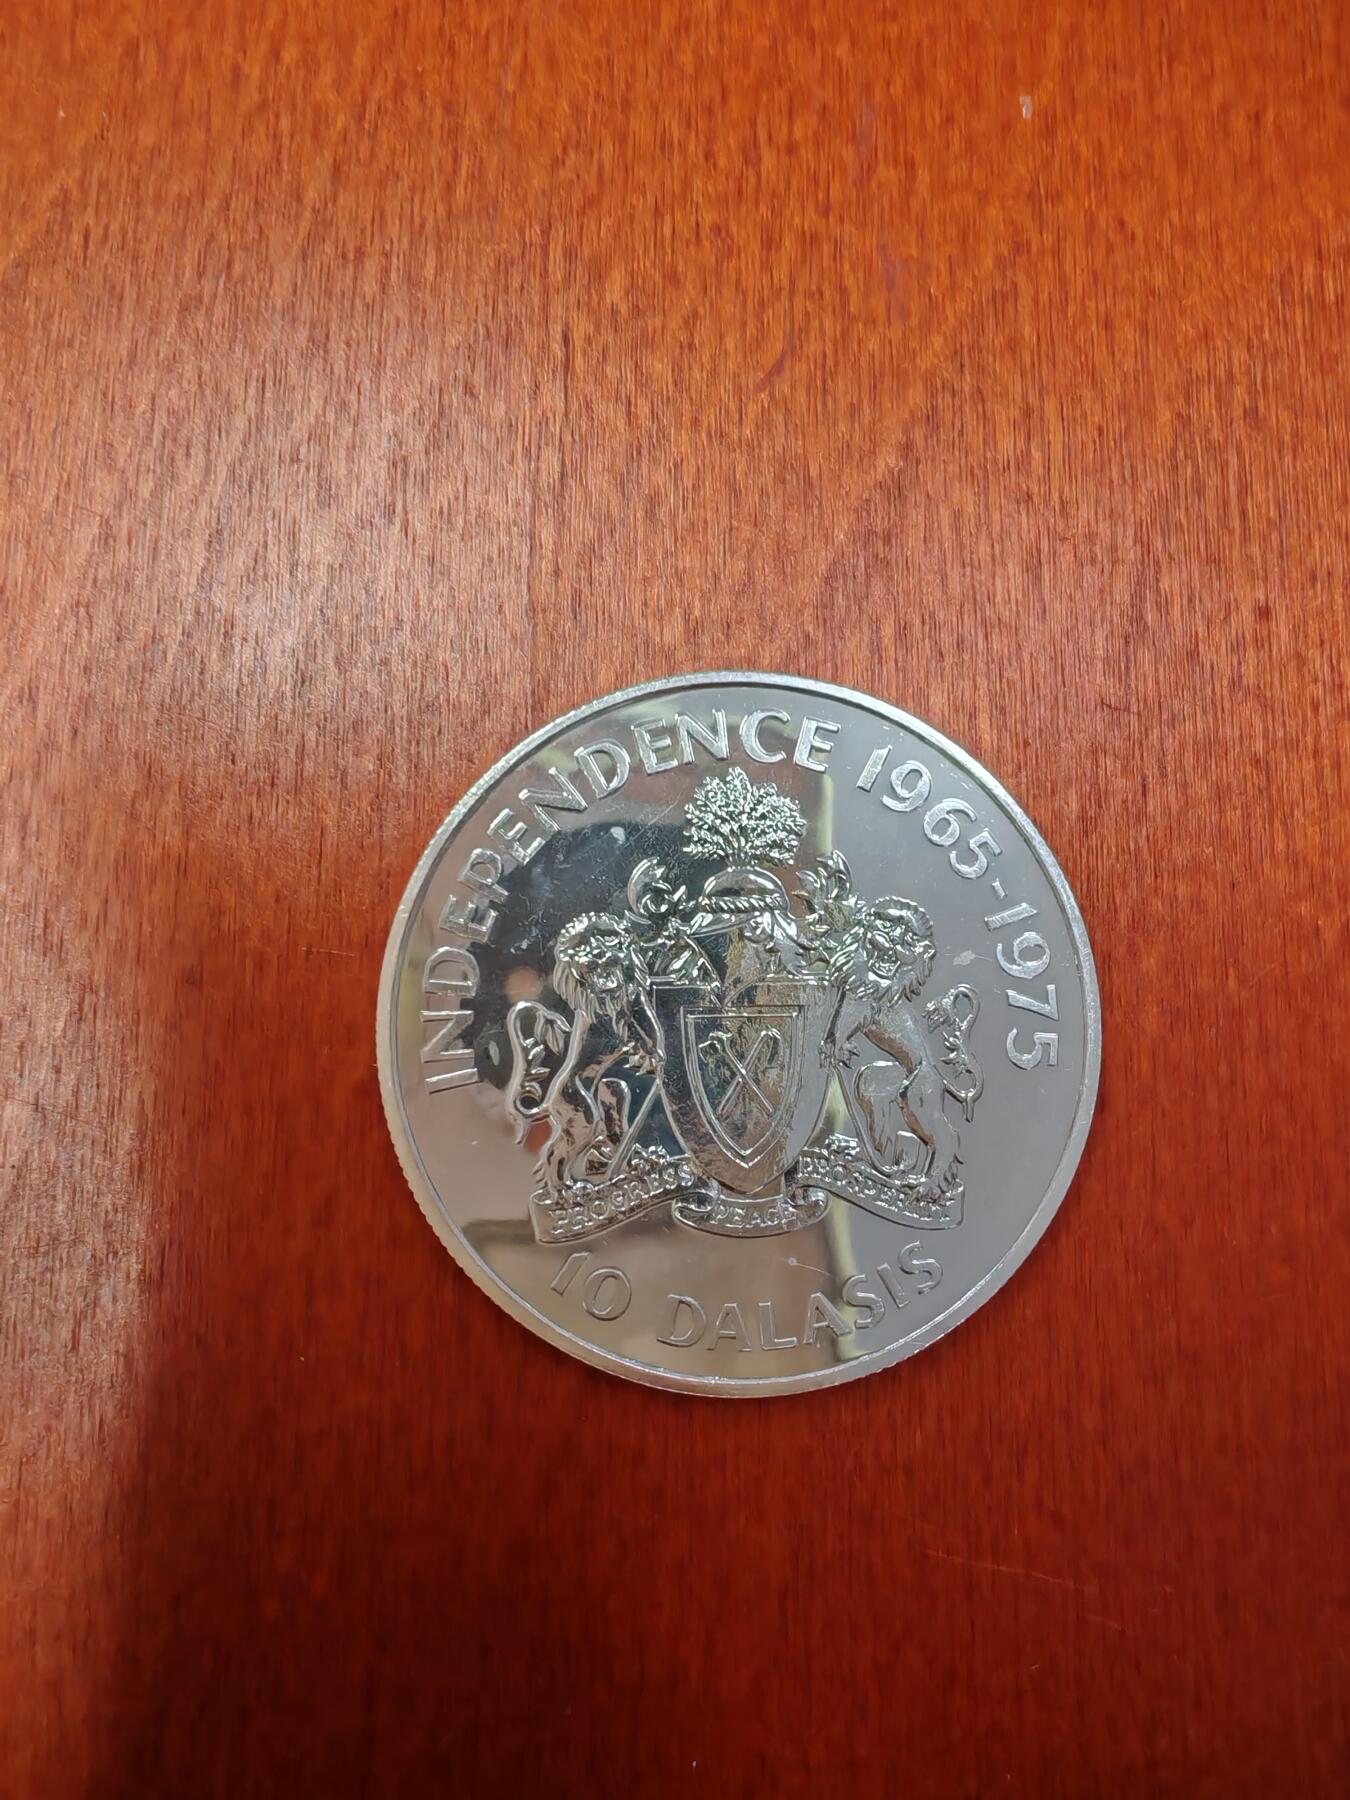 INDEPENDENCE 1965-1975
PROGRESS PEACE PROSPERITY
10 DALASIS